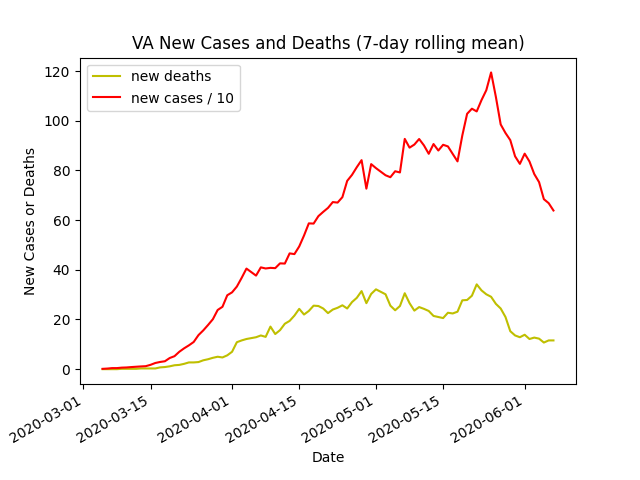 VA New Cases and Deaths (7-day rolling mean)
new deaths
new cases / 10
New Cases or Deaths
120
100
80
60
40
20
0
2020-03-01
2020-03-15
2020-04-01
2020-04-15
2020-05-01
2020-05-15
2020-06-01
Date